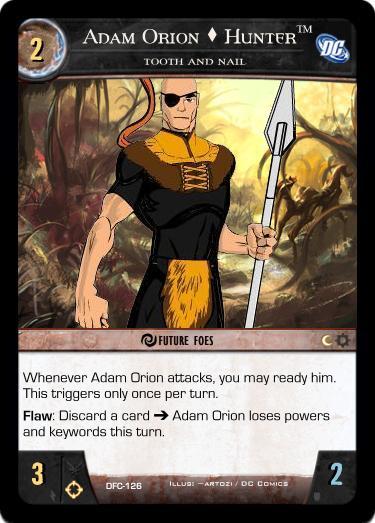 2
Adam Orion ♦ Hunter™
DC
TOOTH AND NAIL
FUTURE FOES
Whenever Adam Orion attacks, you may ready him.
This triggers only once per turn.
Flaw: Discard a card ➔ Adam Orion loses powers
and keywords this turn.
3
DFC-126
Illus: ~artozi / DC Comics
2